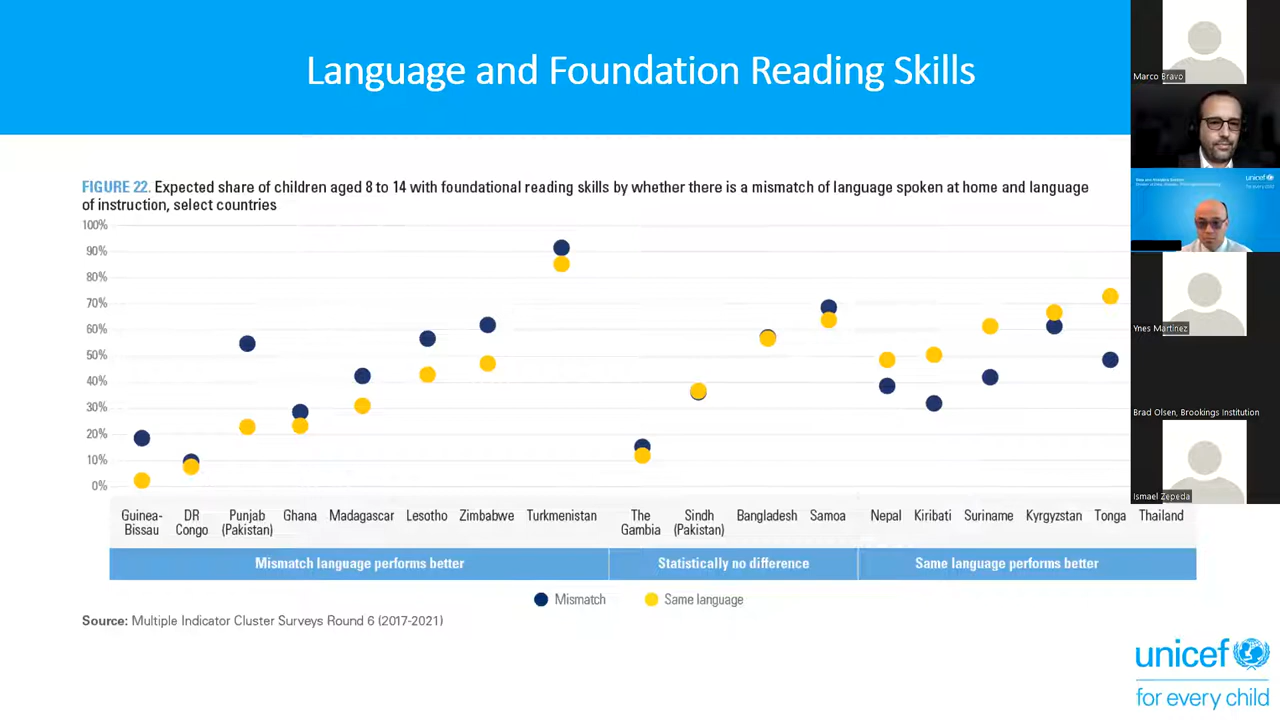 Language and Foundation Reading Skills
FIGURE 22. Expected share of children aged 8 to 14 with foundational reading skills by whether there is a mismatch of language spoken at home and language
of instruction, select countries
100%
90%
80%
70%
60%
50%
40%
30%
20%
10%
0%
Guinea-
Bissau
DR
Congo
Punjab
(Pakistan)
Ghana
Madagascar
Lesotho
Zimbabwe
Turkmenistan
The
Gambia
Sindh
(Pakistan)
Bangladesh
Samoa
Nepal
Kiribati
Suriname
Kyrgyzstan
Tonga
Thailand
Mismatch language performs better
Statistically no difference
Same language performs better
Mismatch
Same language
Source: Multiple Indicator Cluster Surveys Round 6 (2017-2021)
unicef
for every child
Marco Bravo
unicef
for every child
Ynes Martinez
Brad Olsen, Brookings Institution
Ismael Zepeda